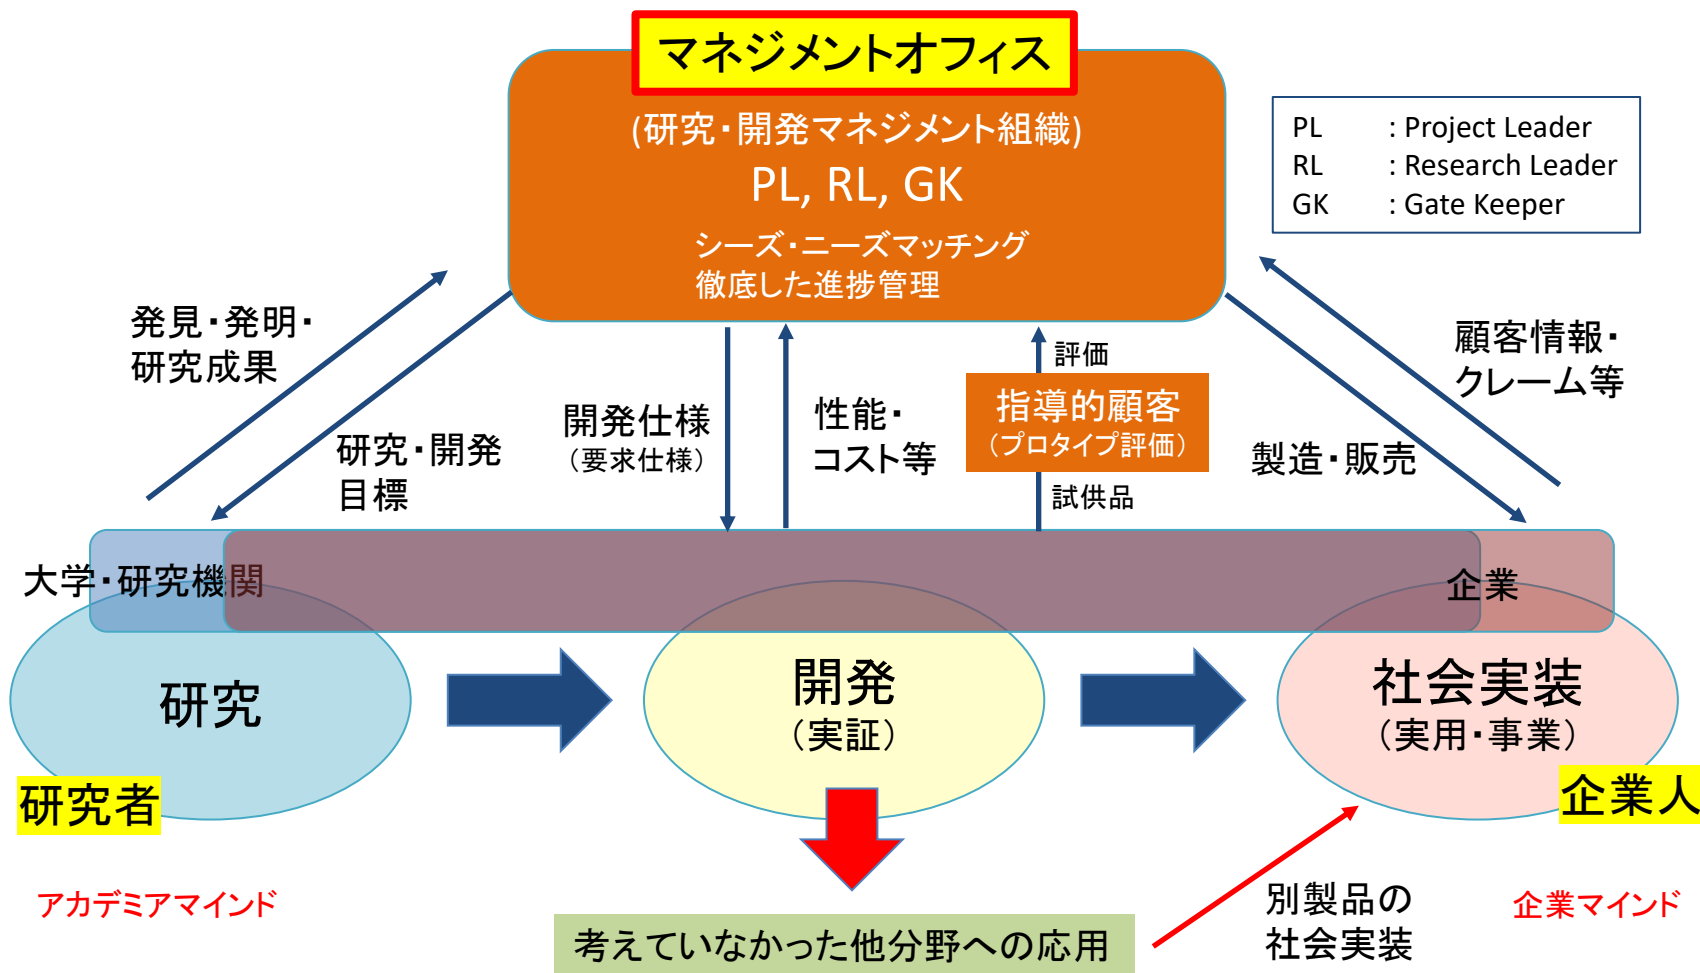 マネジメントオフィス
(研究・開発マネジメント組織)
PL, RL, GK
シーズ・ニーズマッチング
徹底した進捗管理
PL : Project Leader
RL : Research Leader
GK : Gate Keeper
発見・発明・
研究成果
研究・開発
目標
開発仕様
（要求仕様）
性能・
コスト等
評価
指導的顧客
（プロタイプ評価）
試供品
製造・販売
顧客情報・
クレーム等
大学・研究機関
企業
研究
開発
（実証）
社会実装
（実用・事業）
研究者
企業人
アカデミアマインド
企業マインド
考えていなかった他分野への応用
別製品の
社会実装